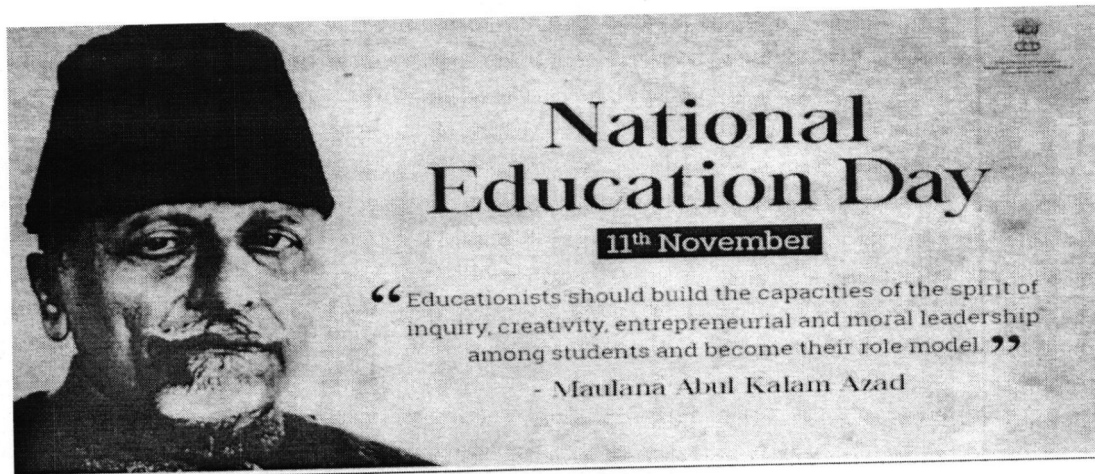 National
Education Day
11th November
“Educationists should build the capacities of the spirit of
inquiry, creativity, entrepreneurial and moral leadership
among students and become their role model.”
- Maulana Abul Kalam Azad